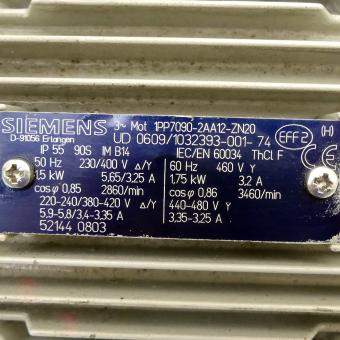 SIEMENS 3~ Mot 1PP7090-2AA12-ZN20 (H)
D-91056 Erlangen UD 0609/1032393-001-74 EFF2 CE
IP 55 90S IM B14 IEC/EN 60034 ThCl F
50 Hz 230/400 V Δ/Y 60 Hz 460 V Y
1,5 kW 5,65/3,25 A 1,75 kW 3,2 A
cosφ 0,85 2860/min cosφ 0,86 3460/min
220-240/380-420 V Δ/Y 440-480 V Y
5,9-5,8/3,4-3,35 A 3,35-3,25 A
52144 0803